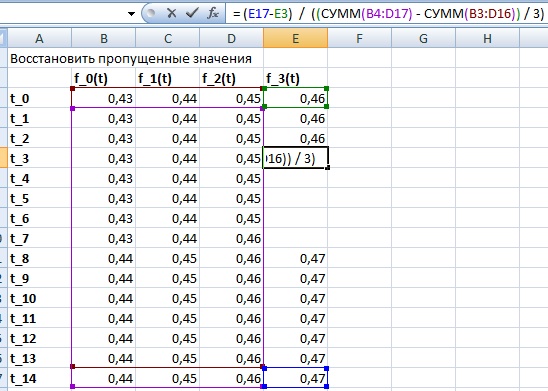 = (E17-E3) / ((СУММ(B4:D17) - СУММ(B3:D16)) / 3)
A B C D E F G H
Восстановить пропущенные значения
f_0(t) f_1(t) f_2(t) f_3(t)
t_0 0,43 0,44 0,45 0,46
t_1 0,43 0,44 0,45 0,46
t_2 0,43 0,44 0,45 0,46
t_3 0,43 0,44 0,45 D16)) / 3)
t_4 0,43 0,44 0,45
t_5 0,43 0,44 0,45
t_6 0,43 0,44 0,45
t_7 0,43 0,44 0,46
t_8 0,44 0,45 0,46 0,47
t_9 0,44 0,45 0,46 0,47
t_10 0,44 0,45 0,46 0,47
t_11 0,44 0,45 0,46 0,47
t_12 0,44 0,45 0,46 0,47
t_13 0,44 0,45 0,46 0,47
t_14 0,44 0,45 0,46 0,47